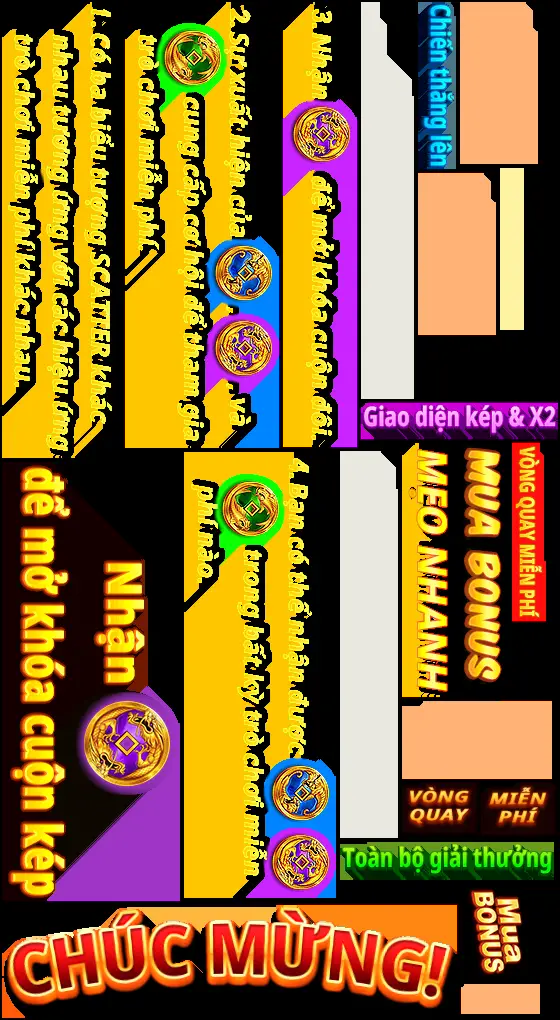 1. Có ba biểu tượng SCATTER khác
nhau tương ứng với các hiệu ứng
trò chơi miễn phí khác nhau.
2. Sự xuất hiện của , và
cung cấp cơ hội để tham gia
trò chơi miễn phí.
3. Nhận để mở khóa cuộn đôi.
Chiến thắng lên
Giao diện kép & X2
Nhận
để mở khóa cuộn kép
4. Bạn có thể nhận được
trong bất kỳ trò chơi miễn
phí nào.
MẸO NHANH
MUA BONUS
VÒNG QUAY MIỄN PHÍ
VÒNG
QUAY
MIỄN
PHÍ
Toàn bộ giải thưởng
Mua
BONUS
CHÚC MỪNG!